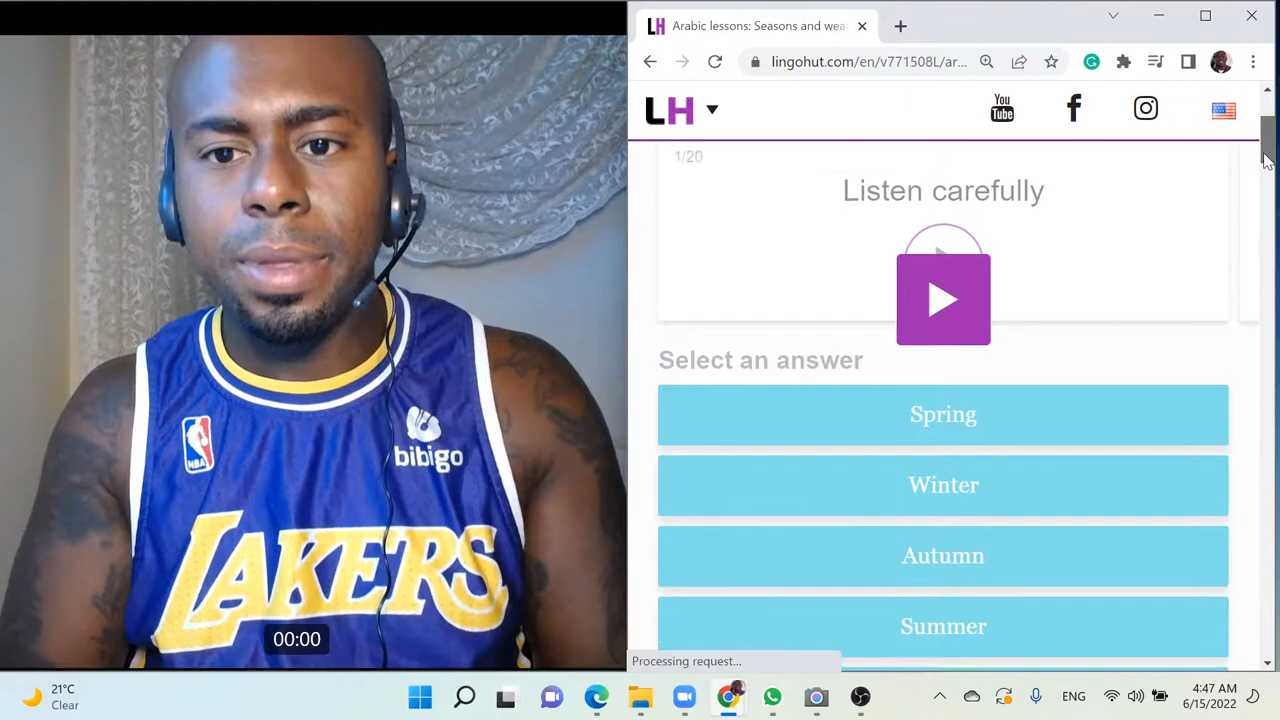 NBA
bibigo
LAKERS
00:00
LH
Arabic lessons: Seasons and wea
lingohut.com/en/v771508L/ar...
LH
You
Tube
1/20
Listen carefully
Select an answer
Spring
Winter
Autumn
Summer
Processing request...
21°C
Clear
ENG
4:47 AM
6/15/2022